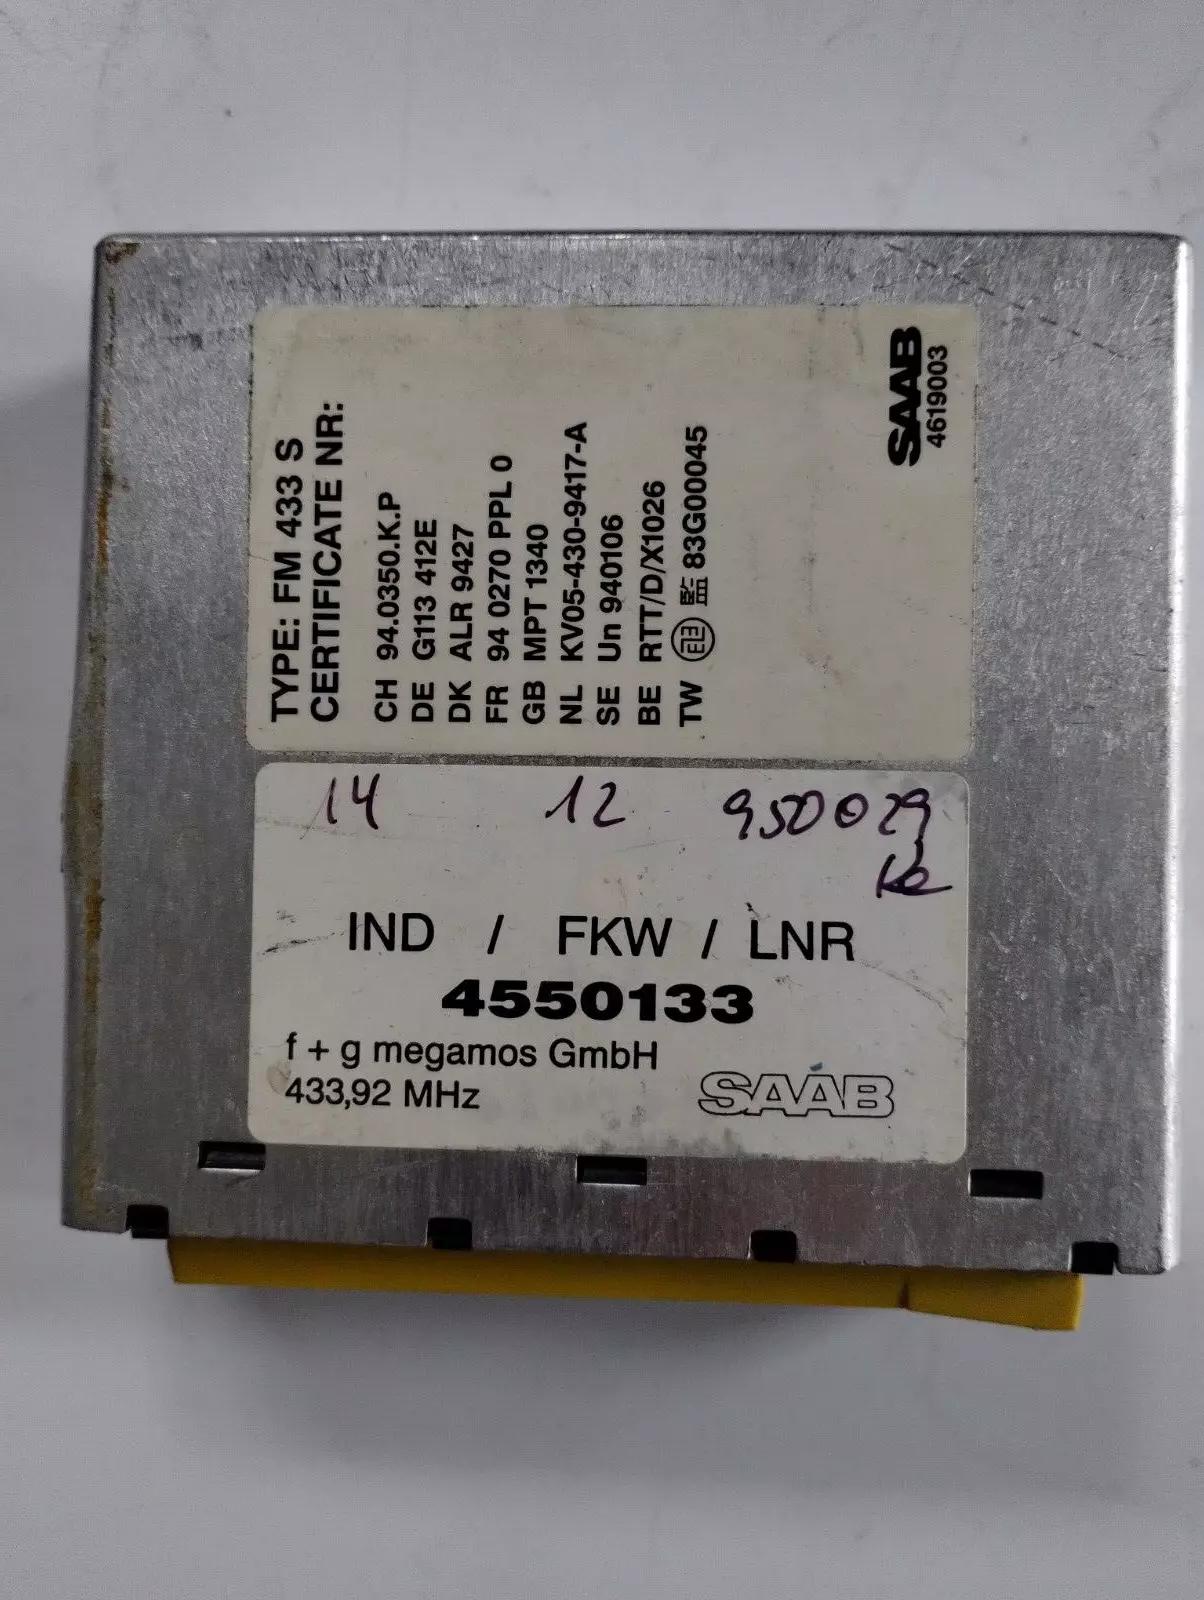 TYPE: FM 433 S
CERTIFICATE NR:
CH 94.0350.K.P
DE G113 412E
DK ALR 9427
FR 94 0270 PPL 0
GB MPT 1340
NL KV05-430-9417-A
SE Un 940106
BE RTT/D/X1026
TW 監 83G00045
SAAB
4619003
14 12 950029
IND / FKW / LNR
4550133
f + g megamos GmbH
433,92 MHz
SAAB